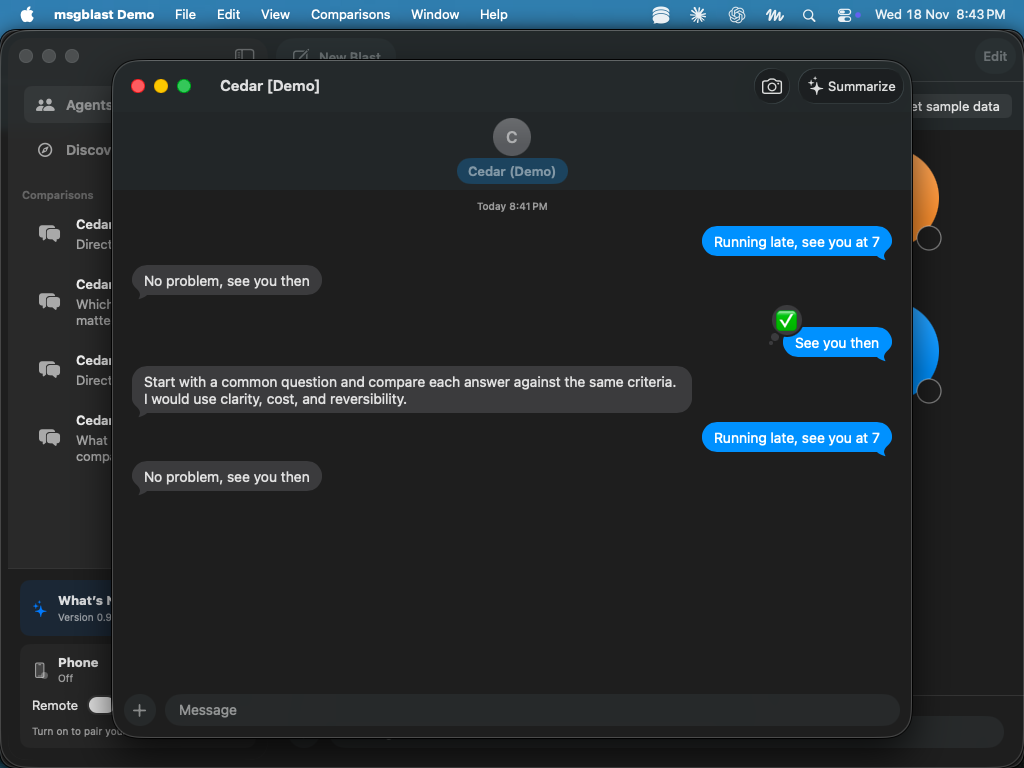 msgblast Demo File Edit View Comparisons Window Help Wed 18 Nov 8:43 PM
New Blast
Edit
Cedar [Demo]
Summarize
Agents
sample data
C
Cedar (Demo)
Comparisons
Today 8:41 PM
Running late, see you at 7
No problem, see you then
See you then
Start with a common question and compare each answer against the same criteria.
I would use clarity, cost, and reversibility.
Running late, see you at 7
No problem, see you then
Which
What
What's
Version 0.9
Phone
Off
Remote
Turn on to pair
Message